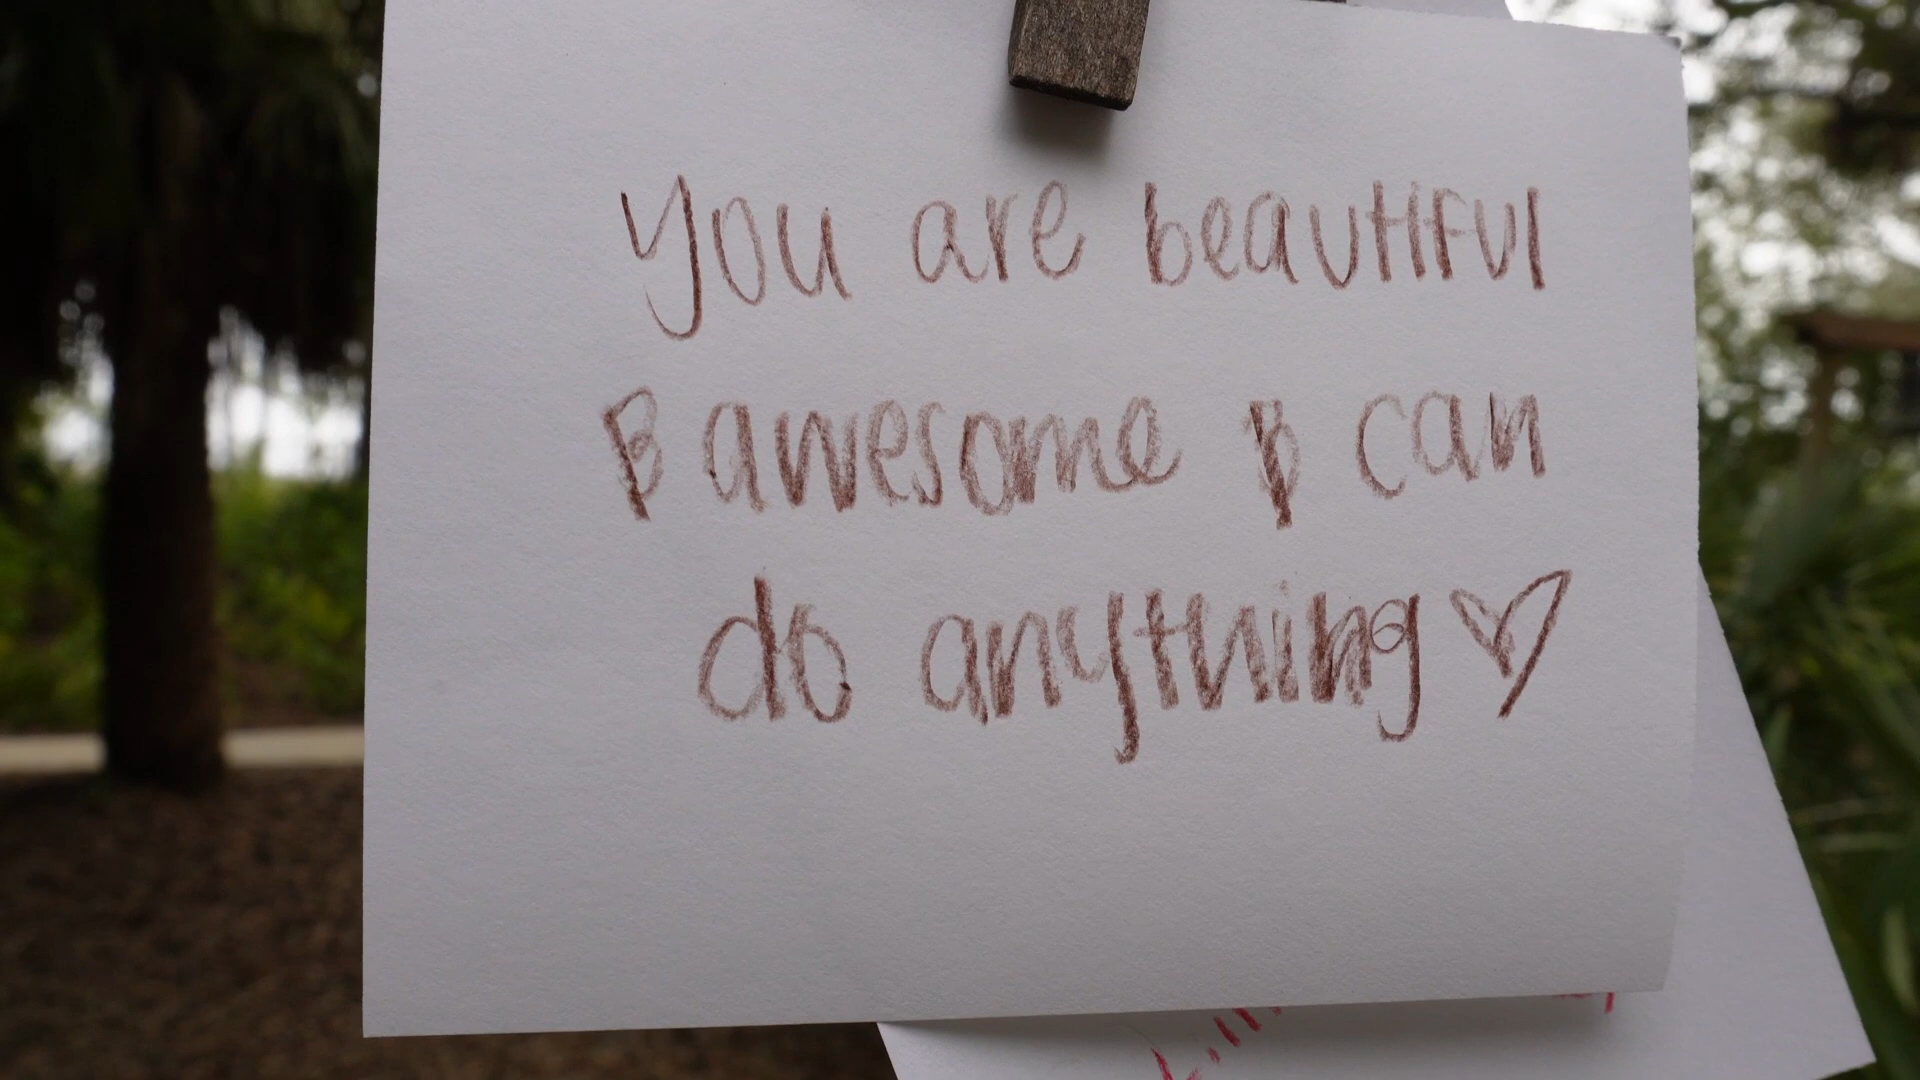 You are beautiful
& awesome & can
do anything ♡